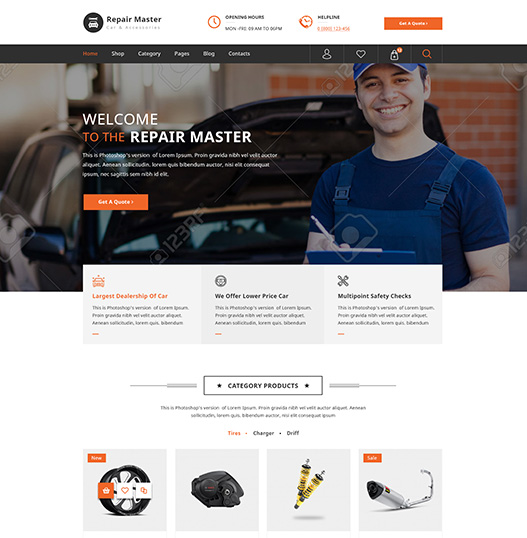 Repair Master
Car & Accessories
OPENING HOURS
MON -FRI: 09 AM TO 06PM
HELPLINE
0 (880) 123-456
Get A Quote ›
Home Shop Category Pages Blog Contacts
WELCOME
TO THE REPAIR MASTER
This is Photoshop's version of Lorem Ipsum. Proin gravida nibh vel velit auctor
aliquet. Aenean sollicitudin, lorem quis bibendum auctor, nisi elit consequat
ipsum, nec sagittis sem nibh id elit.
Get A Quote ›
Largest Dealership Of Car
This is Photoshop's version of Lorem Ipsum.
Proin gravida nibh vel velit auctor aliquet.
Aenean sollicitudin, lorem quis. bibendum
We Offer Lower Price Car
This is Photoshop's version of Lorem Ipsum.
Proin gravida nibh vel velit auctor aliquet.
Aenean sollicitudin, lorem quis. bibendum
Multipoint Safety Checks
This is Photoshop's version of Lorem Ipsum.
Proin gravida nibh vel velit auctor aliquet.
Aenean sollicitudin, lorem quis. bibendum
★ CATEGORY PRODUCTS ★
This is Photoshop's version of Lorem Ipsum. Proin gravida nibh vel velit auctor aliquet. Aenean
sollicitudin, lorem quis bibendum auctor, nisi elit consequat ipsum
Tires • Charger • Driff
New
Sale